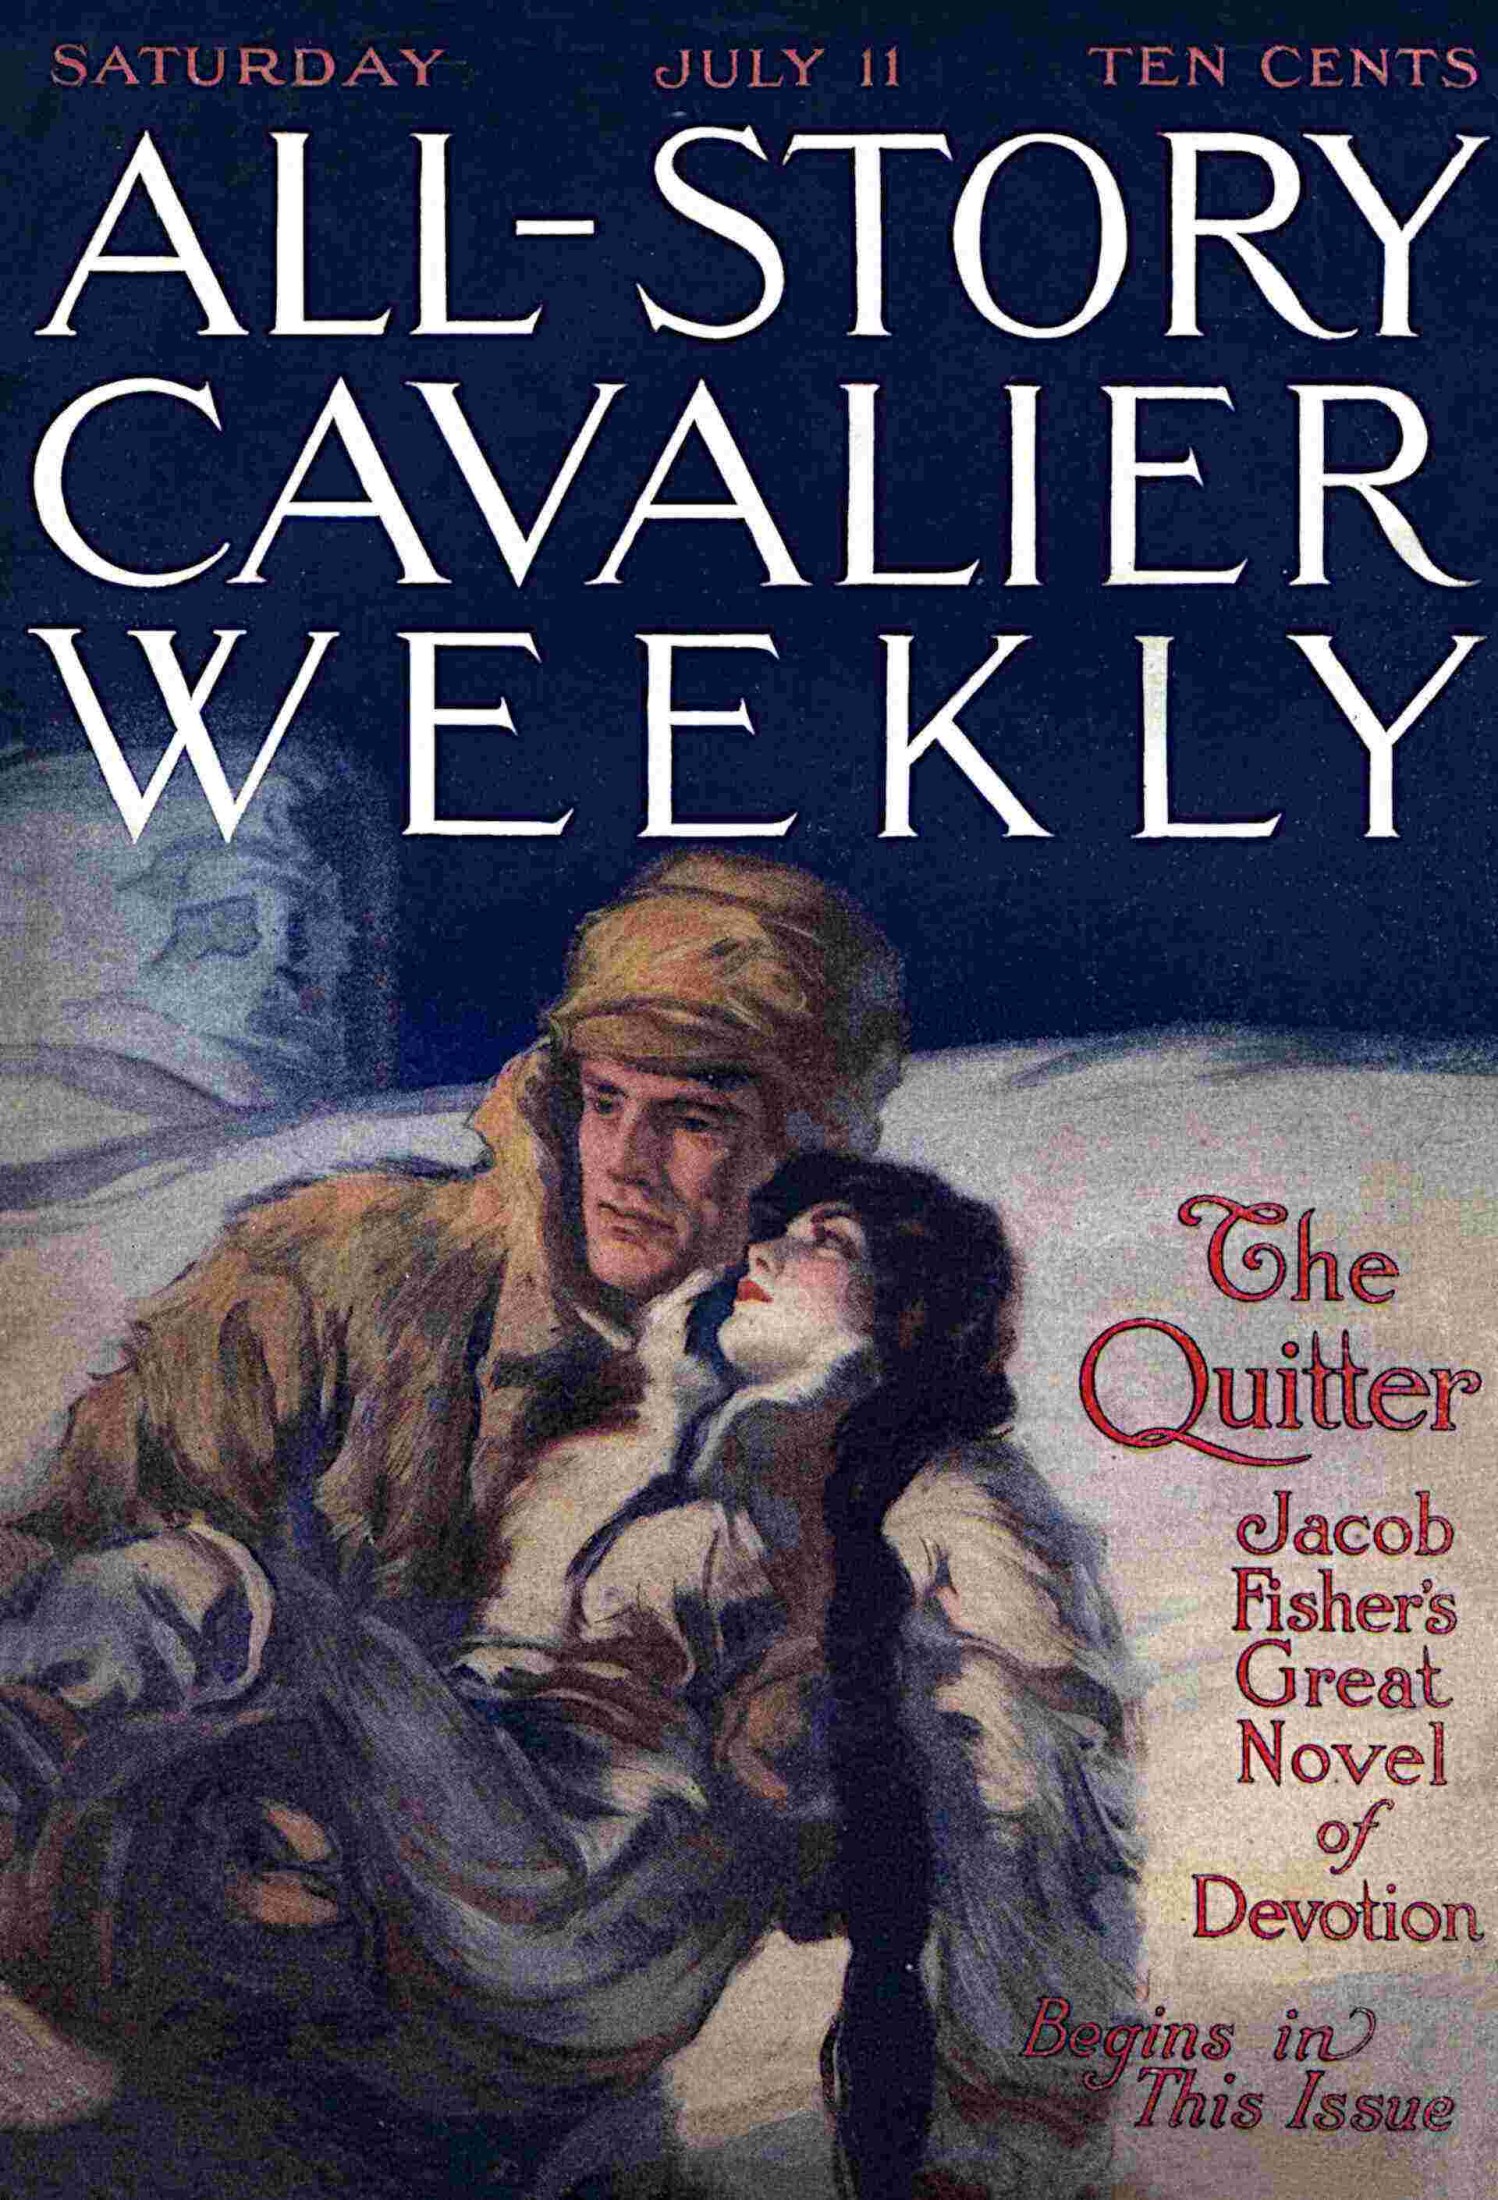 SATURDAY JULY 11 TEN CENTS
ALL-STORY
CAVALIER
WEEKLY
The
Quitter
Jacob
Fisher's
Great
Novel
of
Devotion
Begins in
This Issue